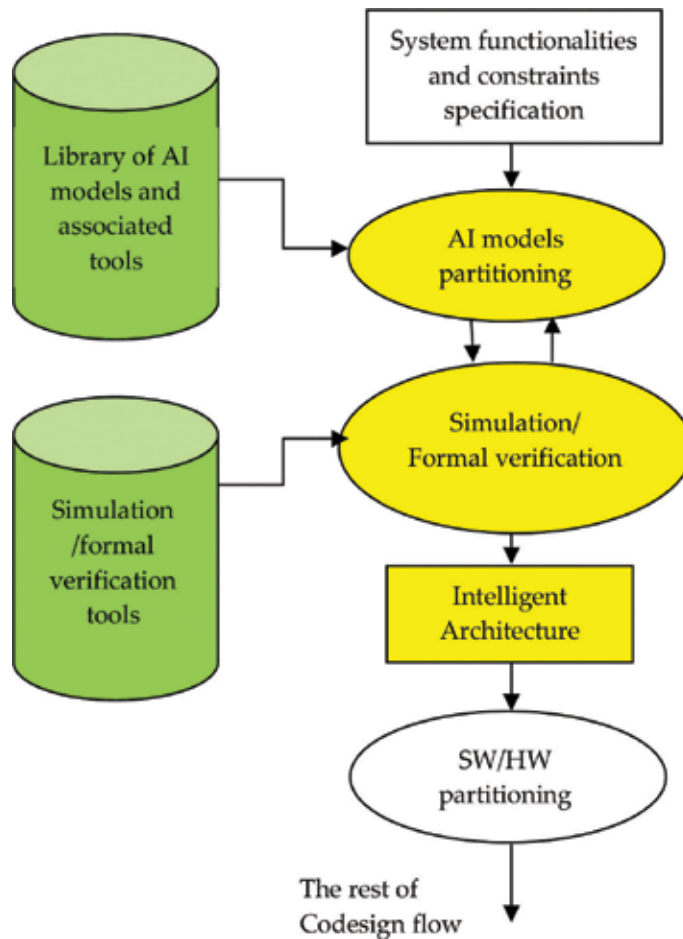 System functionalities
and constraints
specification
Library of AI
models and
associated
tools
AI models
partitioning
Simulation/
Formal verification
Simulation
/formal
verification
tools
Intelligent
Architecture
SW/HW
partitioning
The rest of
Codesign flow